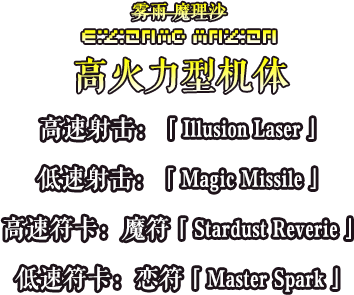 雾雨 魔理沙
KIRISAME MARISA
高火力型机体
高速射击：「 Illusion Laser 」
低速射击：「 Magic Missile 」
高速符卡：魔符「 Stardust Reverie 」
低速符卡：恋符「 Master Spark 」